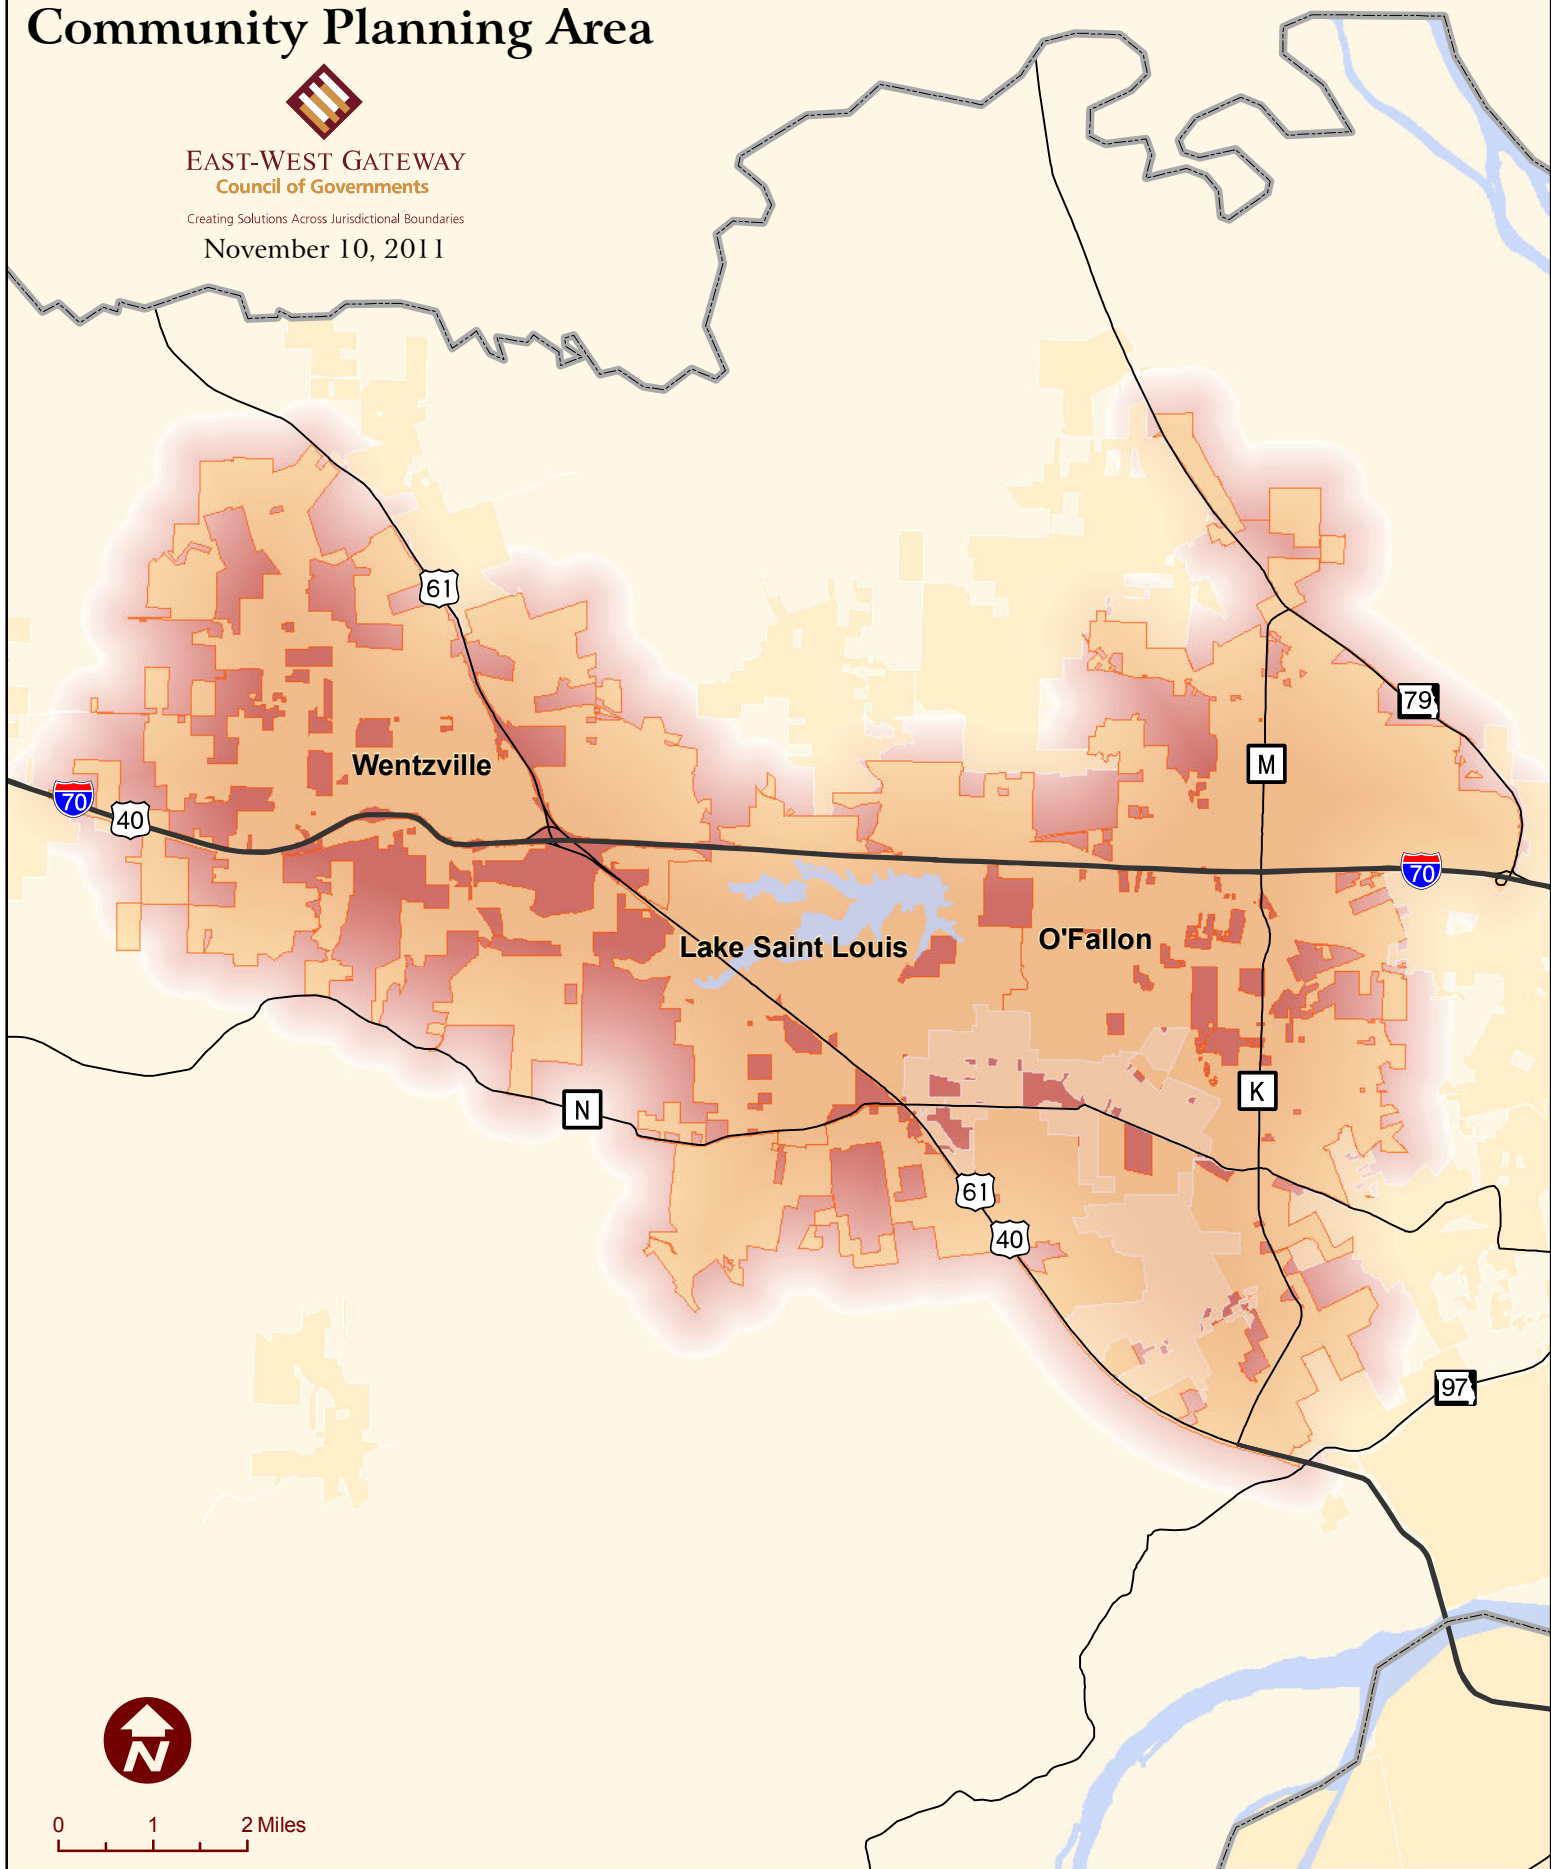 Community Planning Area
EAST-WEST GATEWAY
Council of Governments
Creating Solutions Across Jurisdictional Boundaries
November 10, 2011
61
79
M
Wentzville
70
40
70
Lake Saint Louis
O'Fallon
K
N
61
40
97
N
0 1 2 Miles